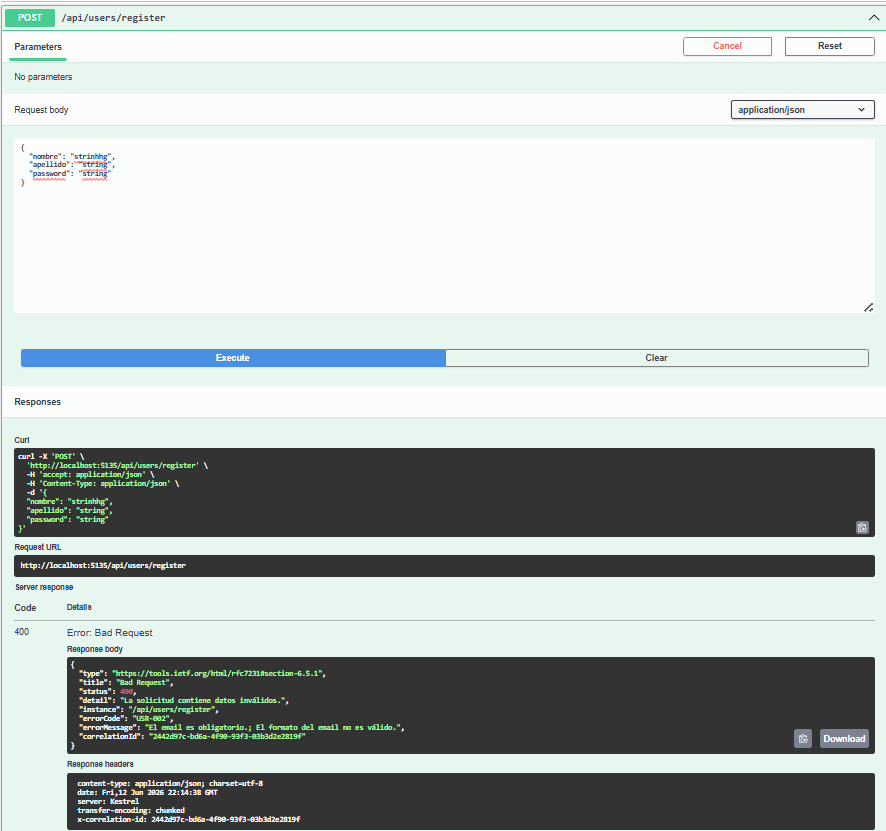 POST /api/users/register
Parameters Cancel Reset
No parameters
Request body application/json
{
"nombre": "strinhhg",
"apellido": "string",
"password": "string"
}
Execute Clear
Responses
Curl
curl -X 'POST' \
'http://localhost:5135/api/users/register' \
-H 'accept: application/json' \
-H 'Content-Type: application/json' \
-d '{
"nombre": "strinhhg",
"apellido": "string",
"password": "string"
}'
Request URL
http://localhost:5135/api/users/register
Server response
Code Details
400 Error: Bad Request
Response body
{
"type": "https://tools.ietf.org/html/rfc7231#section-6.5.1",
"title": "Bad Request",
"status": 400,
"detail": "La solicitud contiene datos inválidos.",
"instance": "/api/users/register",
"errorCode": "USR-002",
"errorMessage": "El email es obligatorio.; El formato del email no es válido.",
"correlationId": "2442d97c-bd6a-4f90-93f3-03b3d2e2819f"
}
Download
Response headers
content-type: application/json; charset=utf-8
date: Fri,12 Jun 2026 22:14:38 GMT
server: Kestrel
transfer-encoding: chunked
x-correlation-id: 2442d97c-bd6a-4f90-93f3-03b3d2e2819f